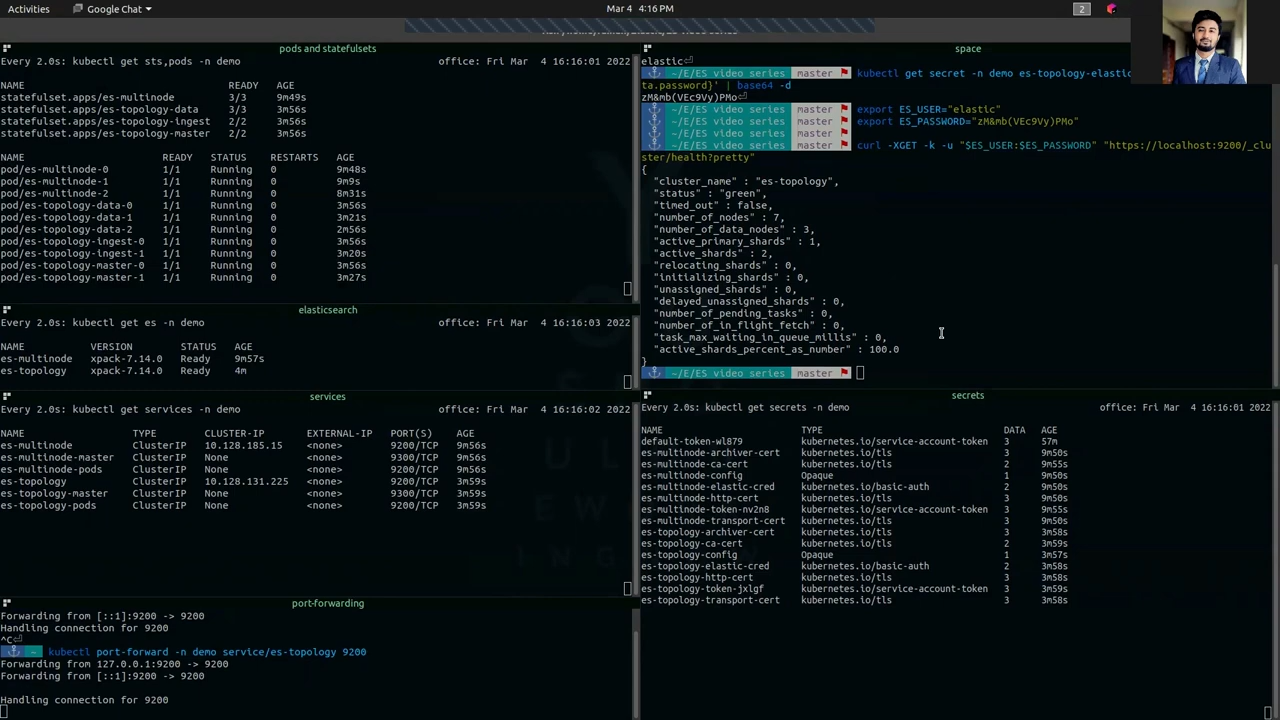 Activities
Google Chat
Mar 4 4:16 PM
2
pods and statefulsets
Every 2.0s: kubectl get sts,pods -n demo office: Fri Mar 4 16:16:01 2022
NAME READY AGE
statefulset.apps/es-multinode 3/3 9m49s
statefulset.apps/es-topology-data 3/3 3m56s
statefulset.apps/es-topology-ingest 2/2 3m56s
statefulset.apps/es-topology-master 2/2 3m56s
NAME READY STATUS RESTARTS AGE
pod/es-multinode-0 1/1 Running 0 9m48s
pod/es-multinode-1 1/1 Running 0 9m9s
pod/es-multinode-2 1/1 Running 0 8m31s
pod/es-topology-data-0 1/1 Running 0 3m56s
pod/es-topology-data-1 1/1 Running 0 3m21s
pod/es-topology-data-2 1/1 Running 0 2m56s
pod/es-topology-ingest-0 1/1 Running 0 3m56s
pod/es-topology-ingest-1 1/1 Running 0 3m20s
pod/es-topology-master-0 1/1 Running 0 3m56s
pod/es-topology-master-1 1/1 Running 0 3m27s
elasticsearch
Every 2.0s: kubectl get es -n demo office: Fri Mar 4 16:16:03 2022
NAME VERSION STATUS AGE
es-multinode xpack-7.14.0 Ready 9m57s
es-topology xpack-7.14.0 Ready 4m
services
Every 2.0s: kubectl get services -n demo office: Fri Mar 4 16:16:02 2022
NAME TYPE CLUSTER-IP EXTERNAL-IP PORT(S) AGE
es-multinode ClusterIP 10.128.185.15 <none> 9200/TCP 9m56s
es-multinode-master ClusterIP None <none> 9300/TCP 9m56s
es-multinode-pods ClusterIP None <none> 9200/TCP 9m56s
es-topology ClusterIP 10.128.131.225 <none> 9200/TCP 3m59s
es-topology-master ClusterIP None <none> 9300/TCP 3m59s
es-topology-pods ClusterIP None <none> 9200/TCP 3m59s
port-forwarding
Forwarding from [::1]:9200 -> 9200
Handling connection for 9200
^C⏎
~ kubectl port-forward -n demo service/es-topology 9200
Forwarding from 127.0.0.1:9200 -> 9200
Forwarding from [::1]:9200 -> 9200
Handling connection for 9200
space
elastic⏎
~/E/ES video series master kubectl get secret -n demo es-topology-elastic
ta.password}' | base64 -d
zM&mb(VEc9Vy)PMo⏎
~/E/ES video series master export ES_USER="elastic"
~/E/ES video series master export ES_PASSWORD="zM&mb(VEc9Vy)PMo"
~/E/ES video series master curl -XGET -k -u "$ES_USER:$ES_PASSWORD" "https://localhost:9200/_clu
ster/health?pretty"
{
"cluster_name" : "es-topology",
"status" : "green",
"timed_out" : false,
"number_of_nodes" : 7,
"number_of_data_nodes" : 3,
"active_primary_shards" : 1,
"active_shards" : 2,
"relocating_shards" : 0,
"initializing_shards" : 0,
"unassigned_shards" : 0,
"delayed_unassigned_shards" : 0,
"number_of_pending_tasks" : 0,
"number_of_in_flight_fetch" : 0,
"task_max_waiting_in_queue_millis" : 0,
"active_shards_percent_as_number" : 100.0
}
~/E/ES video series master
secrets
Every 2.0s: kubectl get secrets -n demo office: Fri Mar 4 16:16:01 2022
NAME TYPE DATA AGE
default-token-wl879 kubernetes.io/service-account-token 3 57m
es-multinode-archiver-cert kubernetes.io/tls 3 9m50s
es-multinode-ca-cert kubernetes.io/tls 2 9m55s
es-multinode-config Opaque 1 9m50s
es-multinode-elastic-cred kubernetes.io/basic-auth 2 9m50s
es-multinode-http-cert kubernetes.io/tls 3 9m50s
es-multinode-token-nv2n8 kubernetes.io/service-account-token 3 9m55s
es-multinode-transport-cert kubernetes.io/tls 3 9m50s
es-topology-archiver-cert kubernetes.io/tls 3 3m58s
es-topology-ca-cert kubernetes.io/tls 2 3m59s
es-topology-config Opaque 1 3m57s
es-topology-elastic-cred kubernetes.io/basic-auth 2 3m58s
es-topology-http-cert kubernetes.io/tls 3 3m58s
es-topology-token-jxlgf kubernetes.io/service-account-token 3 3m59s
es-topology-transport-cert kubernetes.io/tls 3 3m58s